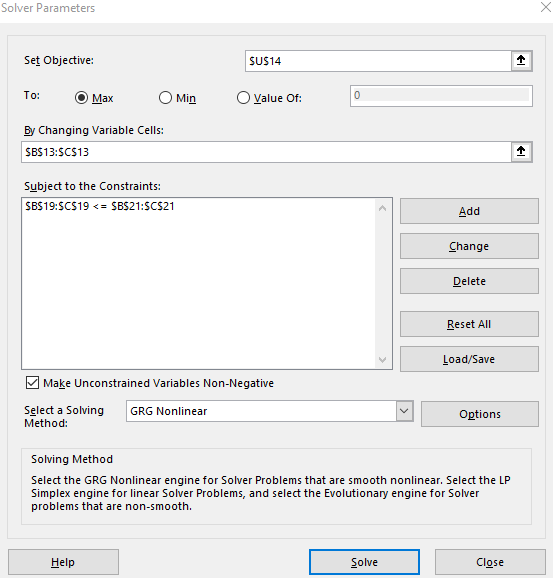 Solver Parameters
Set Objective:
$U$14
To:
Max
Min
Value Of:
0
By Changing Variable Cells:
$B$13:$C$13
Subject to the Constraints:
$B$19:$C$19 <= $B$21:$C$21
Add
Change
Delete
Reset All
Load/Save
Make Unconstrained Variables Non-Negative
Select a Solving
Method:
GRG Nonlinear
Options
Solving Method
Select the GRG Nonlinear engine for Solver Problems that are smooth nonlinear. Select the LP
Simplex engine for linear Solver Problems, and select the Evolutionary engine for Solver
problems that are non-smooth.
Help
Solve
Close